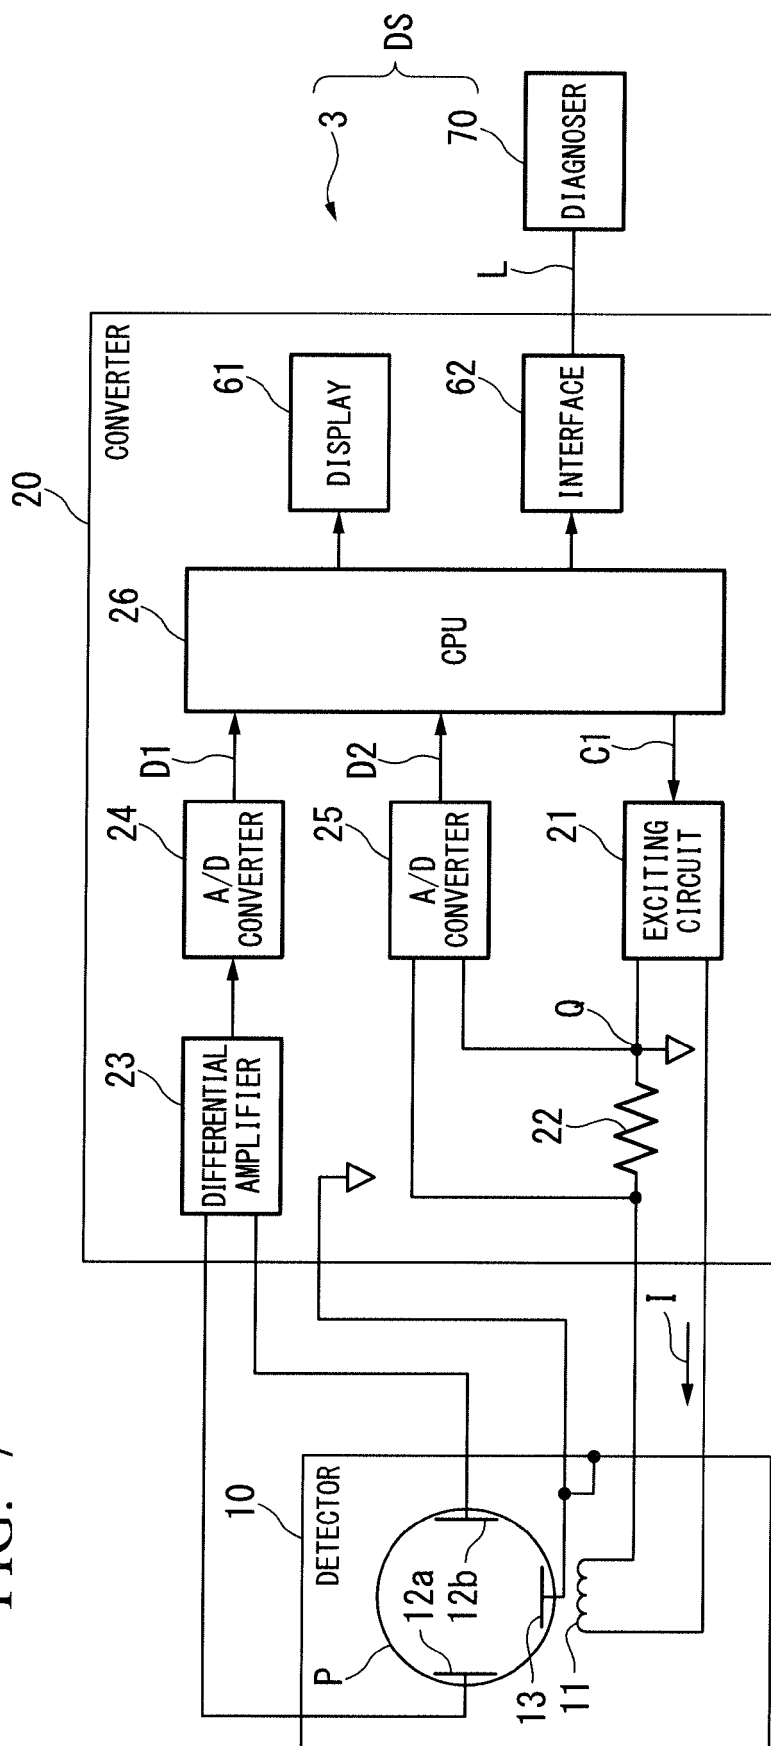 FIG. 7
DS
3
20
CONVERTER
10
DETECTOR
P
12a
12b
13
11
I
23
DIFFERENTIAL
AMPLIFIER
24
A/D
CONVERTER
D1
25
A/D
CONVERTER
D2
22
Q
21
EXCITING
CIRCUIT
C1
26
CPU
61
DISPLAY
62
INTERFACE
L
70
DIAGNOSER